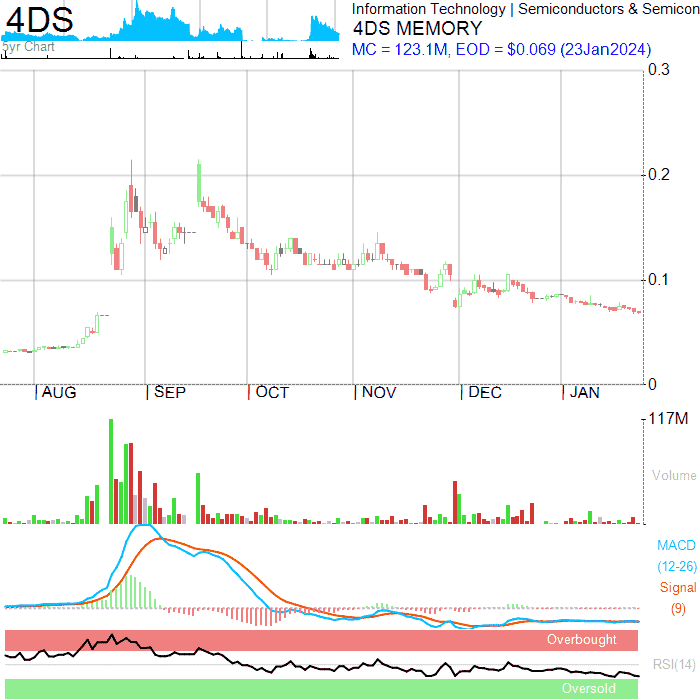 4DS
5yr Chart
Information Technology | Semiconductors & Semicon
4DS MEMORY
MC = 123.1M, EOD = $0.069 (23Jan2024)
0.3
0.2
0.1
0
AUG SEP OCT NOV DEC JAN
117M
Volume
MACD
(12-26)
Signal
(9)
Overbought
RSI(14)
Oversold